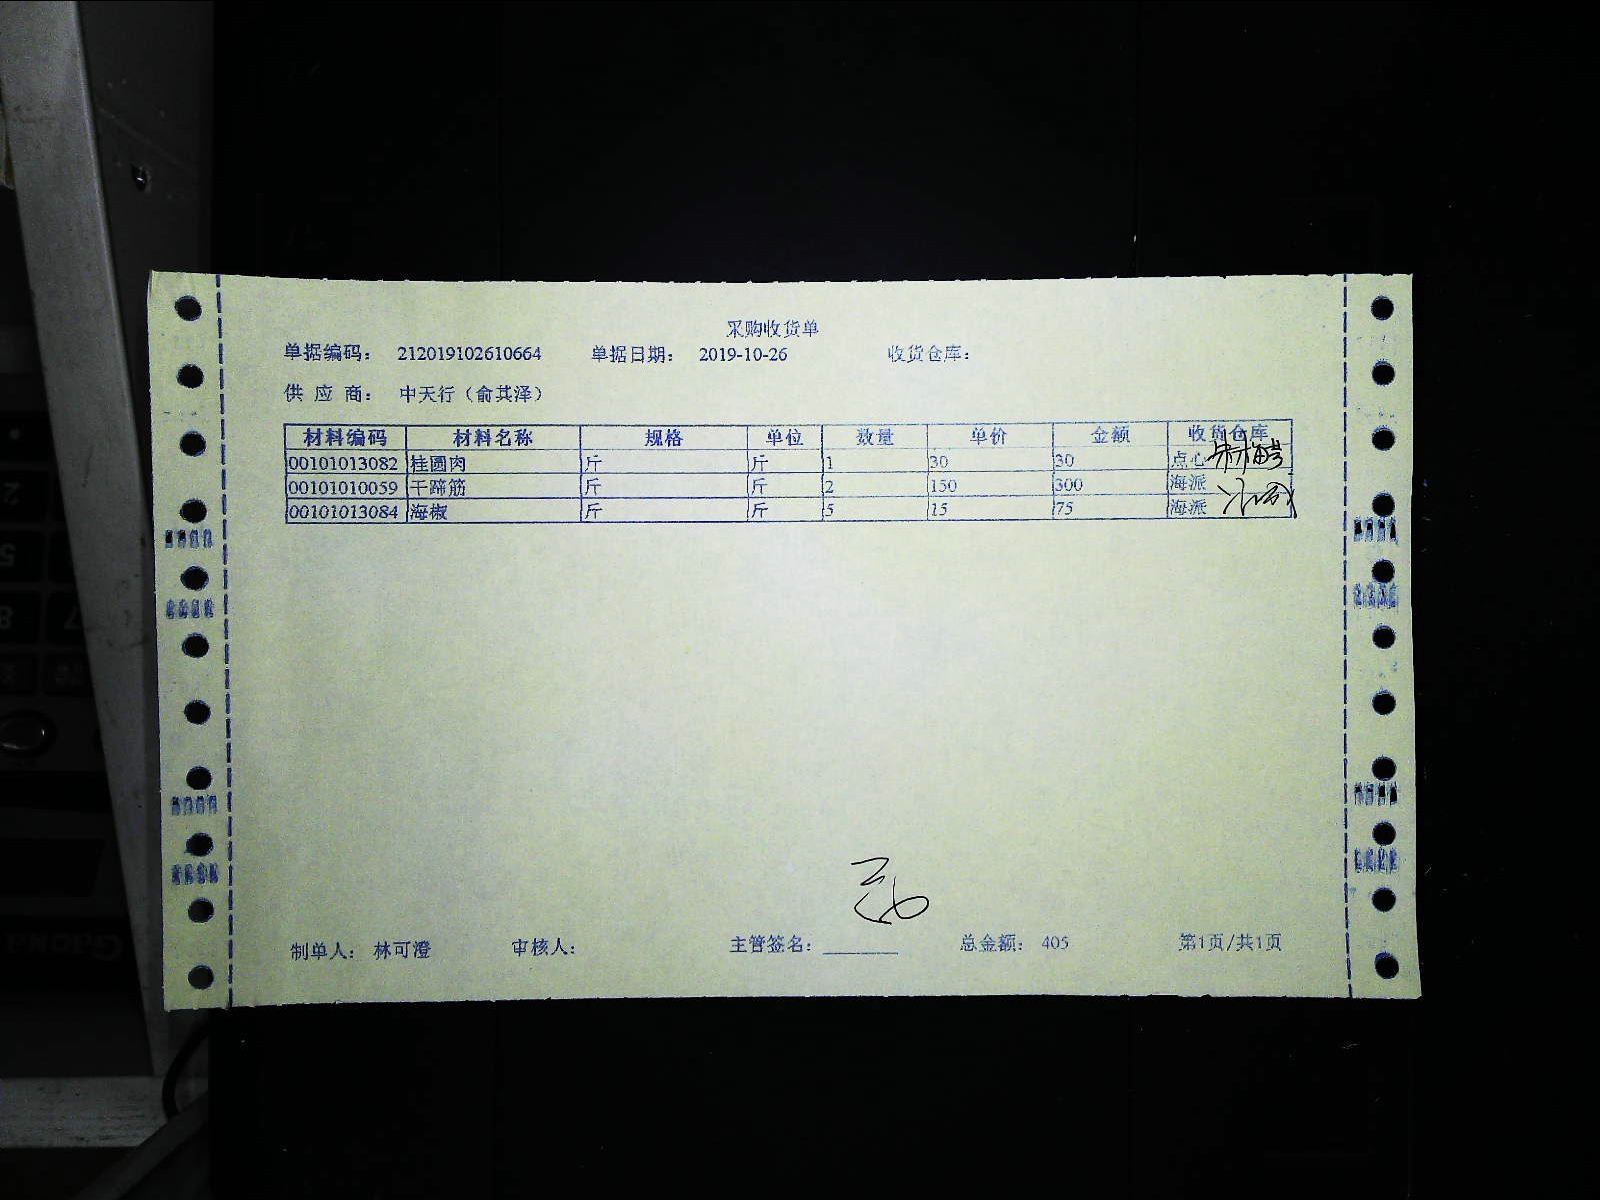 采购收货单
单据编码： 212019102610664 单据日期： 2019-10-26 收货仓库：
供 应 商： 中天行（俞其泽）
材料编码 材料名称 规格 单位 数量 单价 金额 收货仓库
00101013082 桂圆肉 斤 斤 1 30 30 点心
00101010059 干蹄筋 斤 斤 2 150 300 海派
00101013084 海椒 斤 斤 5 15 75 海派
制单人： 林可澄 审核人： 主管签名： 总金额： 405 第1页/共1页